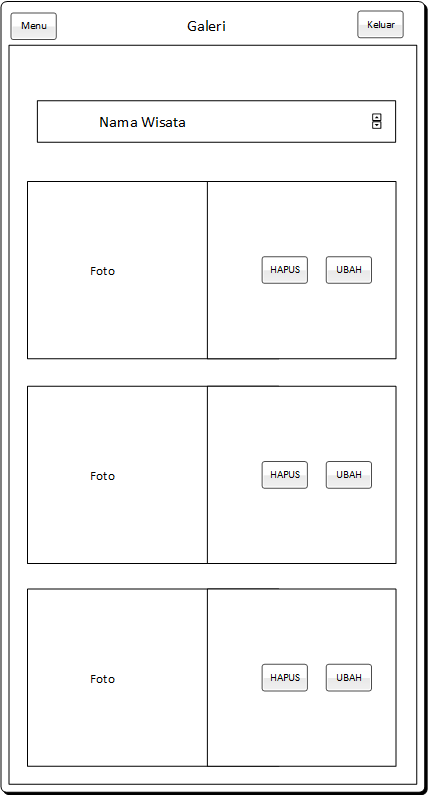 Menu
Galeri
Keluar
Nama Wisata
Foto
HAPUS
UBAH
Foto
HAPUS
UBAH
Foto
HAPUS
UBAH